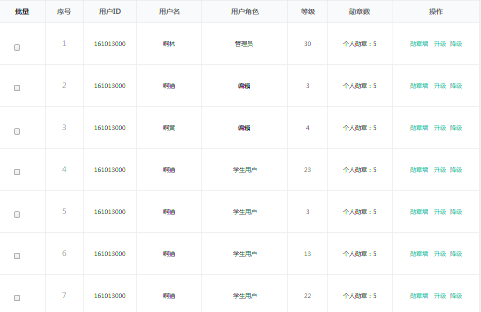 批量 序号 用户ID 用户名 用户角色 等级 勋章数 操作
1 161013000 啊林 管理员 30 个人勋章：5 勋章墙 升级 降级
2 161013000 啊通 编辑 3 个人勋章：5 勋章墙 升级 降级
3 161013000 啊寅 编辑 4 个人勋章：5 勋章墙 升级 降级
4 161013000 啊通 学生用户 23 个人勋章：5 勋章墙 升级 降级
5 161013000 啊通 学生用户 3 个人勋章：5 勋章墙 升级 降级
6 161013000 啊通 学生用户 13 个人勋章：5 勋章墙 升级 降级
7 161013000 啊通 学生用户 22 个人勋章：5 勋章墙 升级 降级